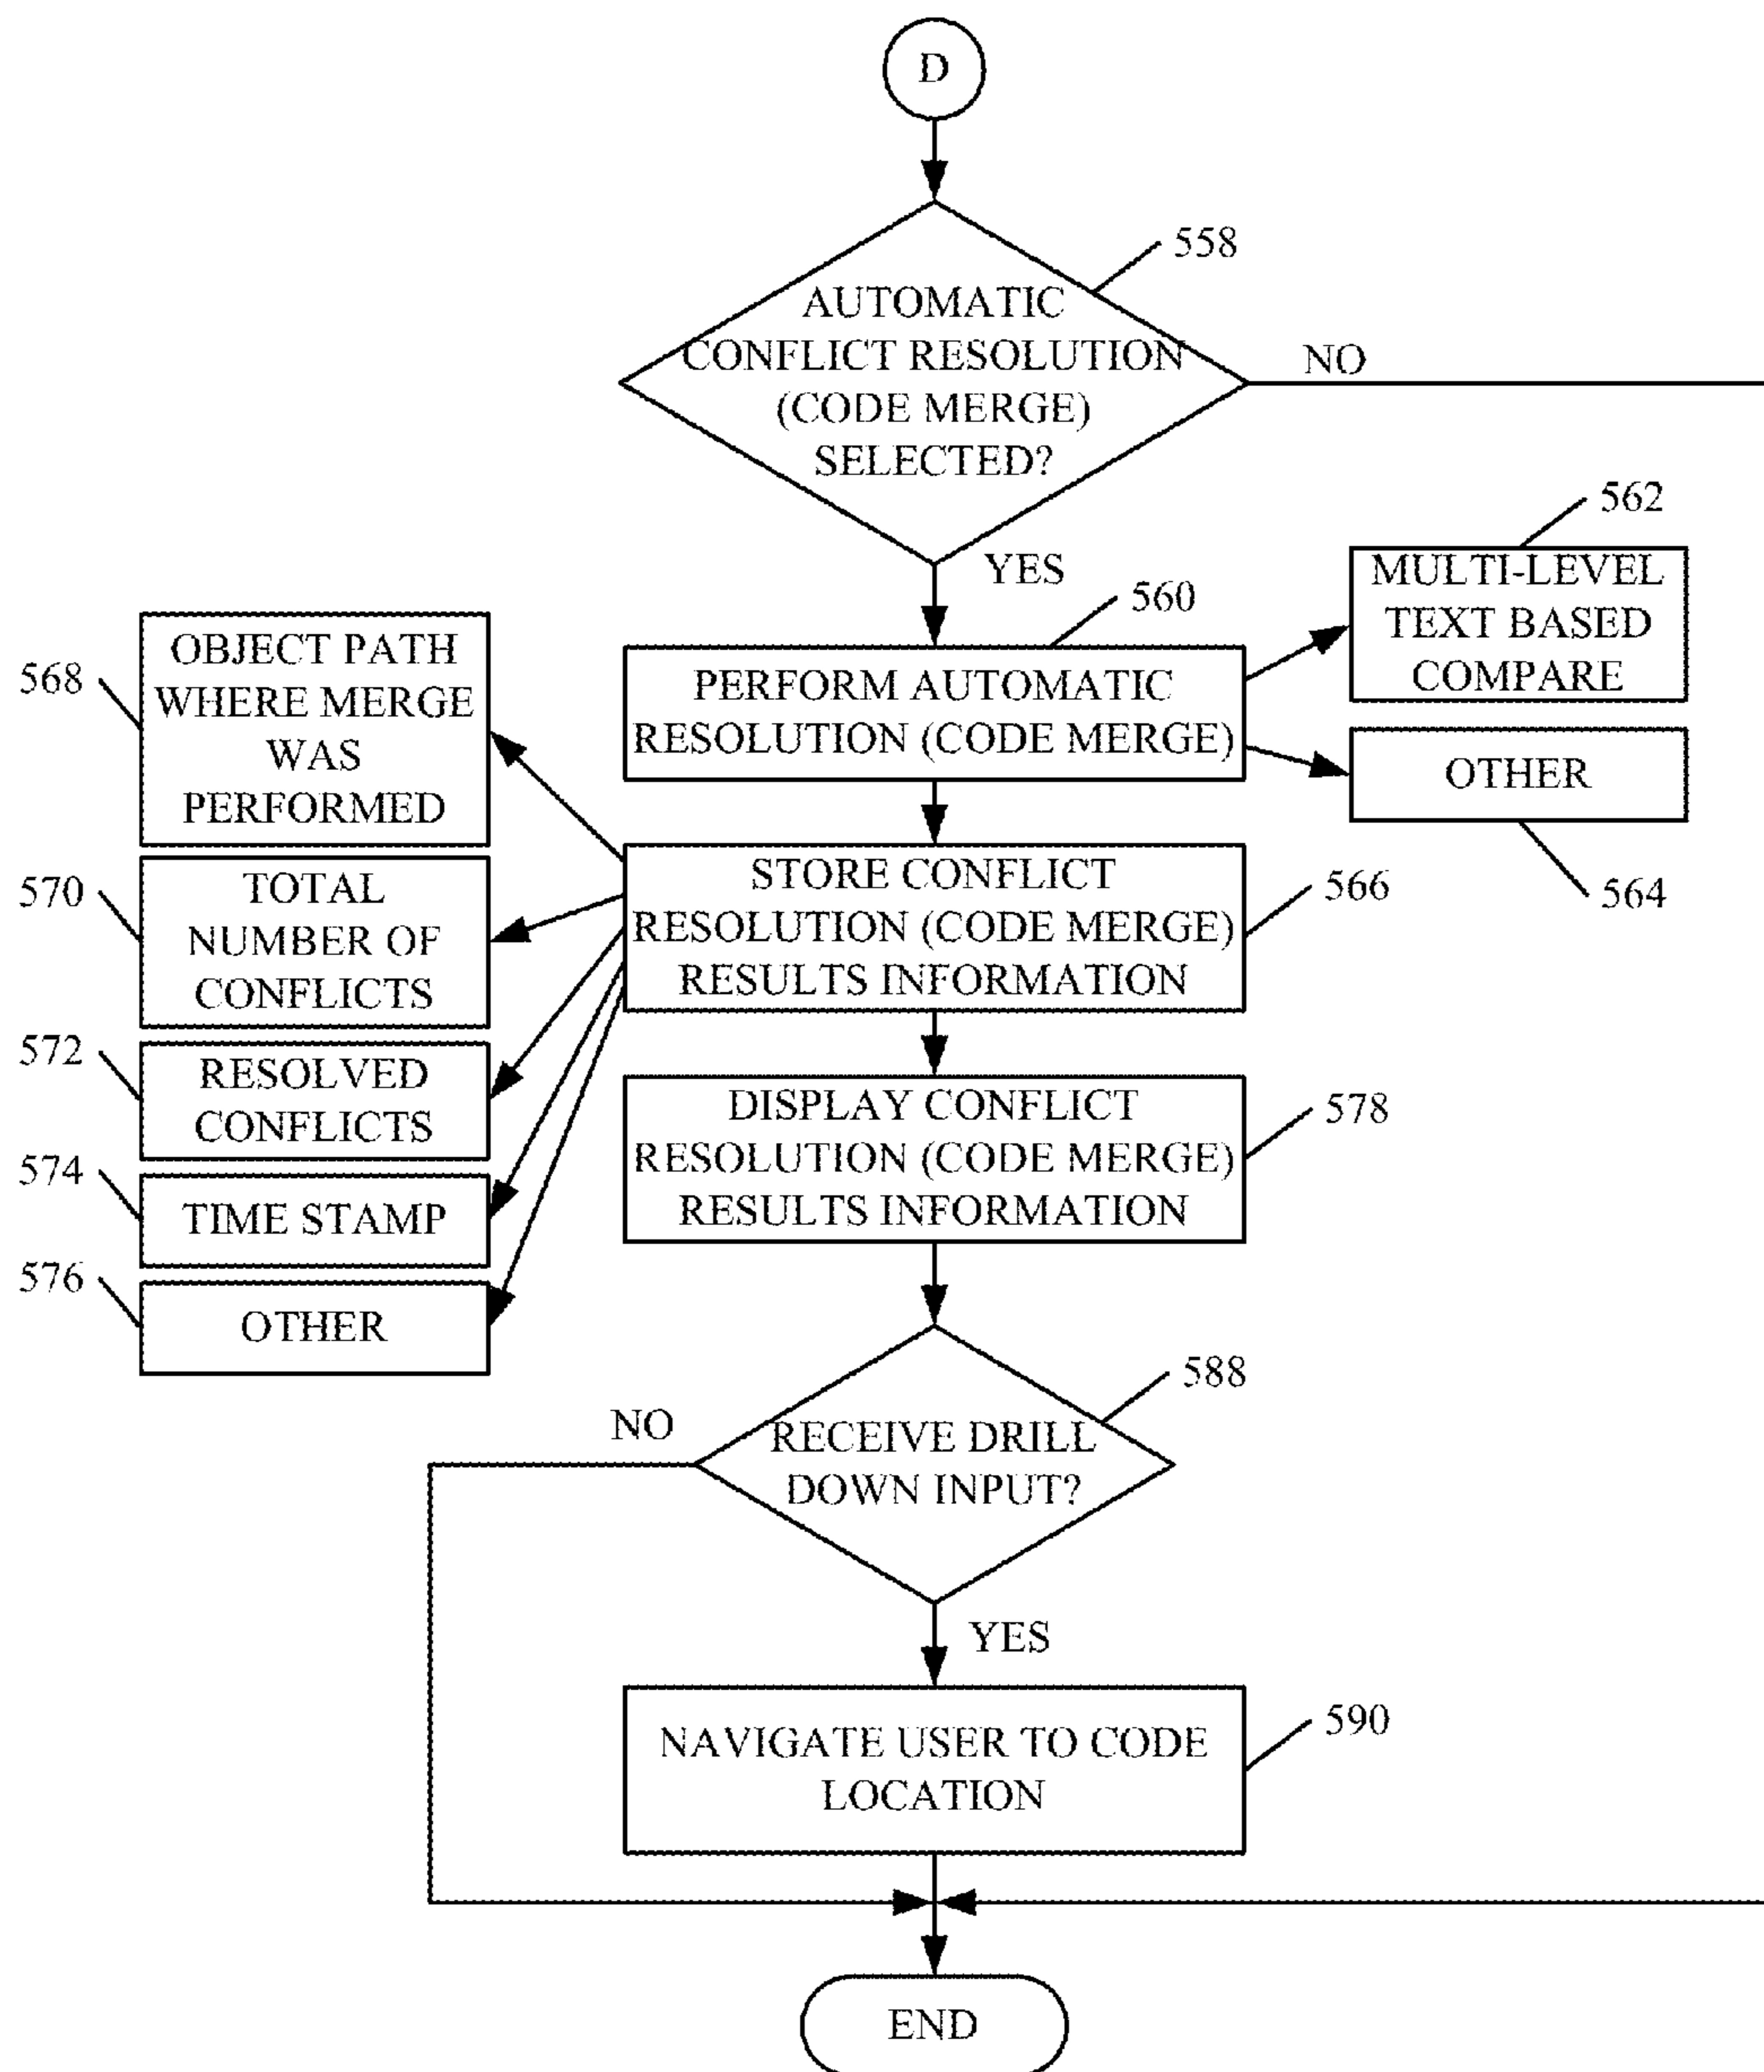 D
558
AUTOMATIC
CONFLICT RESOLUTION
(CODE MERGE)
SELECTED?
NO
YES
562
MULTI-LEVEL
TEXT BASED
COMPARE
560
PERFORM AUTOMATIC
RESOLUTION (CODE MERGE)
OTHER
564
568
OBJECT PATH
WHERE MERGE
WAS
PERFORMED
STORE CONFLICT
RESOLUTION (CODE MERGE)
RESULTS INFORMATION
566
570
TOTAL
NUMBER OF
CONFLICTS
572
RESOLVED
CONFLICTS
574
TIME STAMP
576
OTHER
DISPLAY CONFLICT
RESOLUTION (CODE MERGE)
RESULTS INFORMATION
578
588
RECEIVE DRILL
DOWN INPUT?
NO
YES
NAVIGATE USER TO CODE
LOCATION
590
END